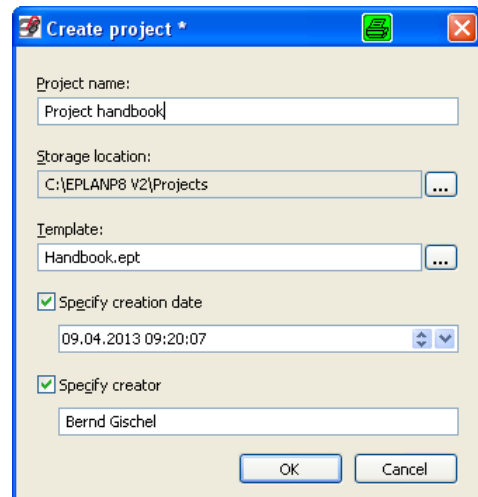 Create project *
Project name:
Project handbook
Storage location:
C:\EPLANP8 V2\Projects
...
Template:
Handbook.ept
...
Specify creation date
09.04.2013 09:20:07
Specify creator
Bernd Gischel
OK Cancel